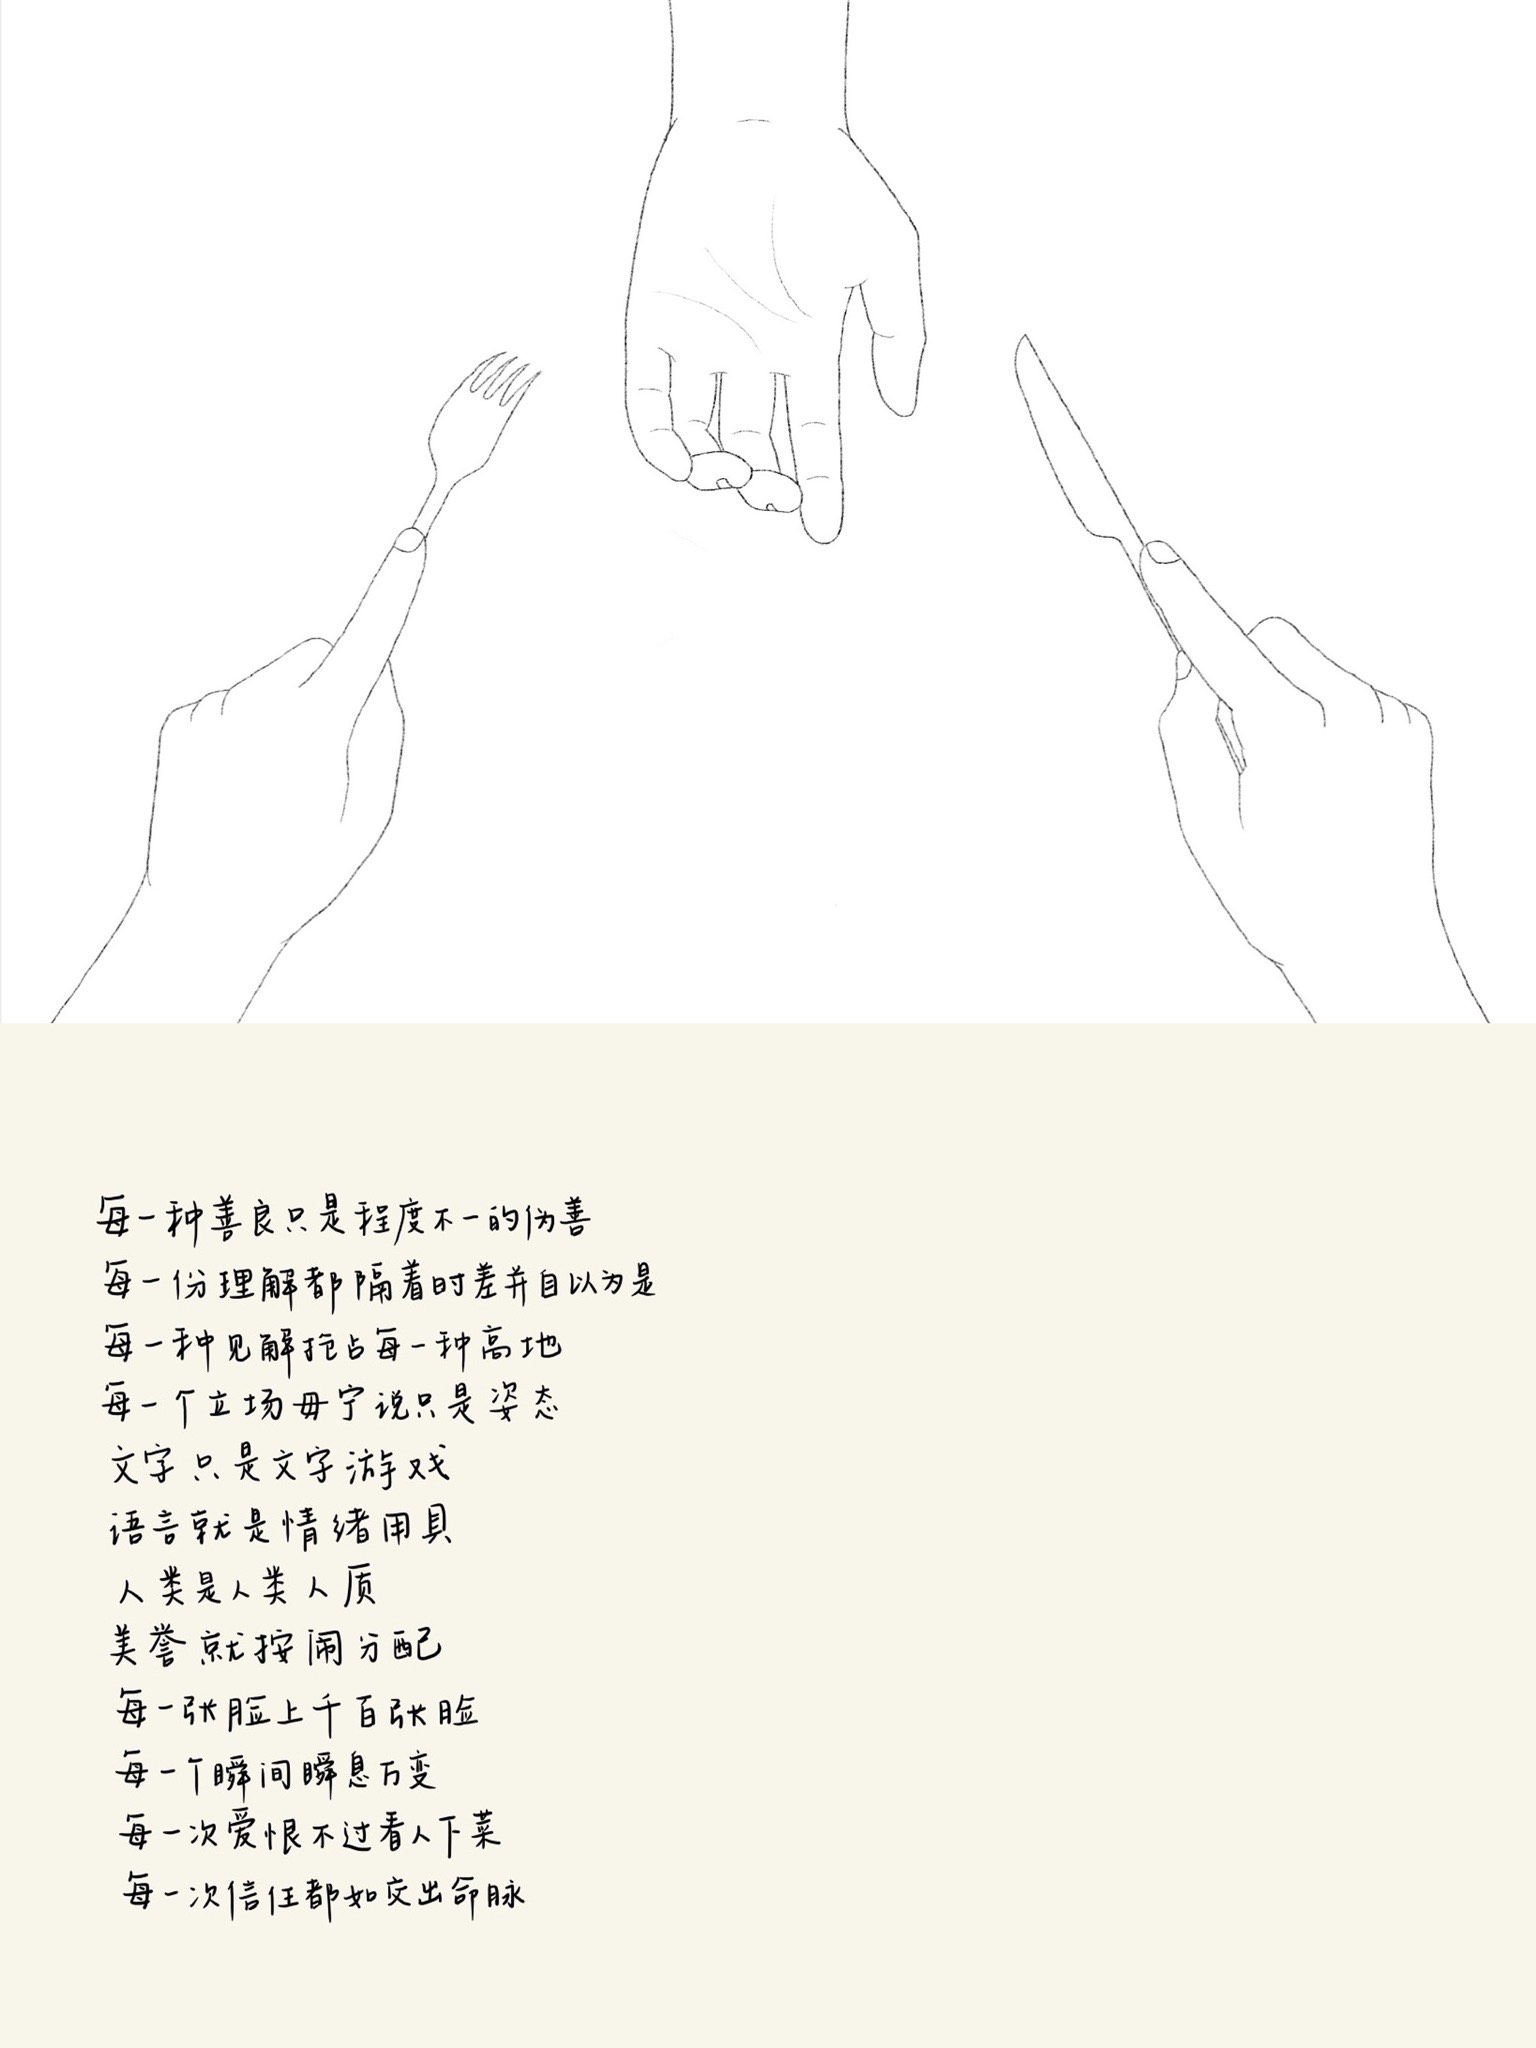 每一种善良只是程度不一的伪善
每一份理解都隔着时差并自以为是
每一种见解抢占每一种高地
每一个立场毋宁说只是姿态
文字只是文字游戏
语言就是情绪用具
人类是人类人质
美誉就按闹分配
每一张脸上千百张脸
每一个瞬间瞬息万变
每一次爱恨不过看人下菜
每一次信任都如交出命脉